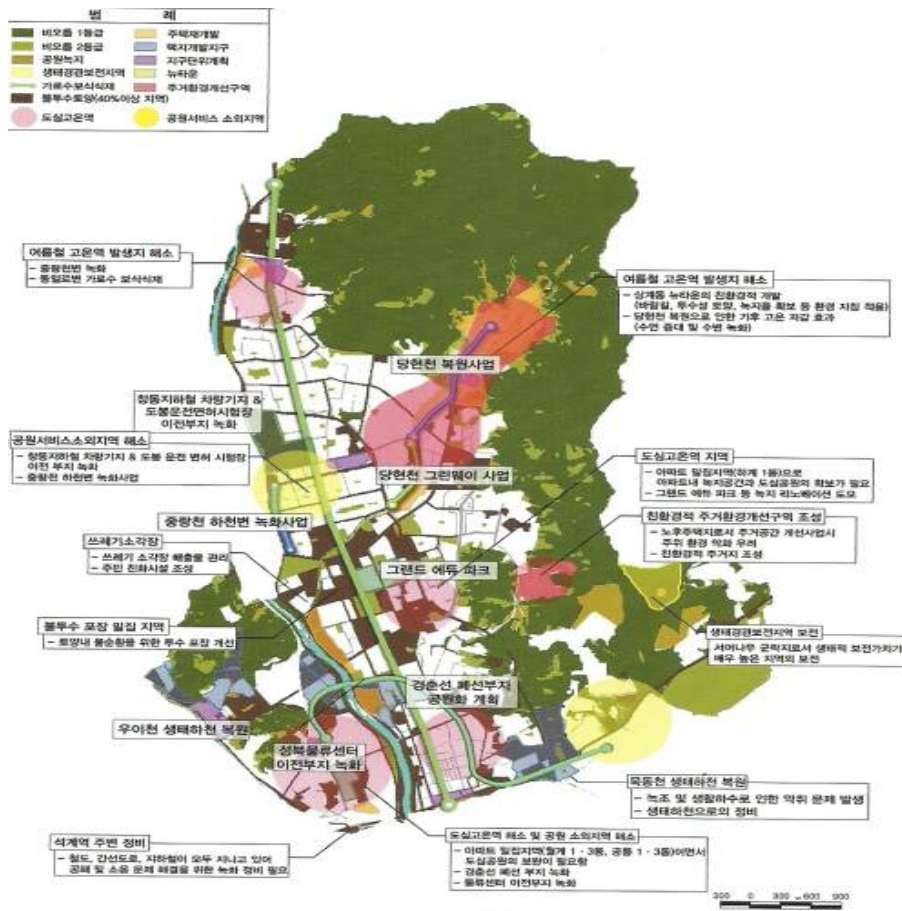 범 례
비오톱 1등급
주택재개발
비오톱 2등급
택지개발지구
공원녹지
지구단위계획
생태경관보전지역
뉴타운
가로수보식식재
주거환경개선구역
불투수토양(40%이상 지역)
도심고온역
공원서비스 소외지역
여름철 고온역 발생지 해소
- 중랑천변 녹화
- 동일로변 가로수 보식식재
여름철 고온역 발생지 해소
- 상계동 뉴타운의 친환경적 개발
(바람길, 투수성 토양, 녹지율 확보 등 환경 지침 적용)
- 당현천 복원으로 인한 기후 고온 저감 효과
(수면 증대 및 수변 녹화)
당현천 복원사업
창동지하철 차량기지 &
도봉운전면허시험장
이전부지 녹화
공원서비스소외지역 해소
- 창동지하철 차량기지 & 도봉 운전 면허 시험장
이전 부지 녹화
- 중랑천 하천변 녹화사업
당현천 그린웨이 사업
도심고온역 지역
- 아파트 밀집지역(하계 1동)으로
아파트내 녹지공간과 도심공원의 확보가 필요
- 그랜드 에듀 파크 등 녹지 리노베이션 도모
중랑천 하천변 녹화사업
친환경적 주거환경개선구역 조성
- 노후주택지로서 주거공간 개선사업시
주위 환경 악화 우려
- 친환경적 주거지 조성
쓰레기소각장
- 쓰레기 소각장 배출물 관리
- 주민 친화시설 조성
그랜드 에듀 파크
불투수 포장 밀집 지역
- 토양내 물순환을 위한 투수 포장 개선
생태경관보전지역 보전
서어나무 군락지로서 생태적 보전가치가
매우 높은 지역의 보전
경춘선 폐선부지
공원화 계획
우이천 생태하천 복원
성북물류센터
이전부지 녹화
묵동천 생태하천 복원
- 녹조 및 생활하수로 인한 악취 문제 발생
- 생태하천으로의 정비
석계역 주변 정비
- 철도, 간선도로, 지하철이 모두 지나고 있어
공해 및 소음 문제 해결을 위한 녹화 정비 필요
도심고온역 해소 및 공원 소외지역 해소
- 아파트 밀집지역(월계 1 · 3동, 공릉 1 · 3동)이면서
도심공원의 보완이 필요함
- 경춘선 폐선 부지 녹화
- 물류센터 이전부지 녹화
300 0 300 600 900